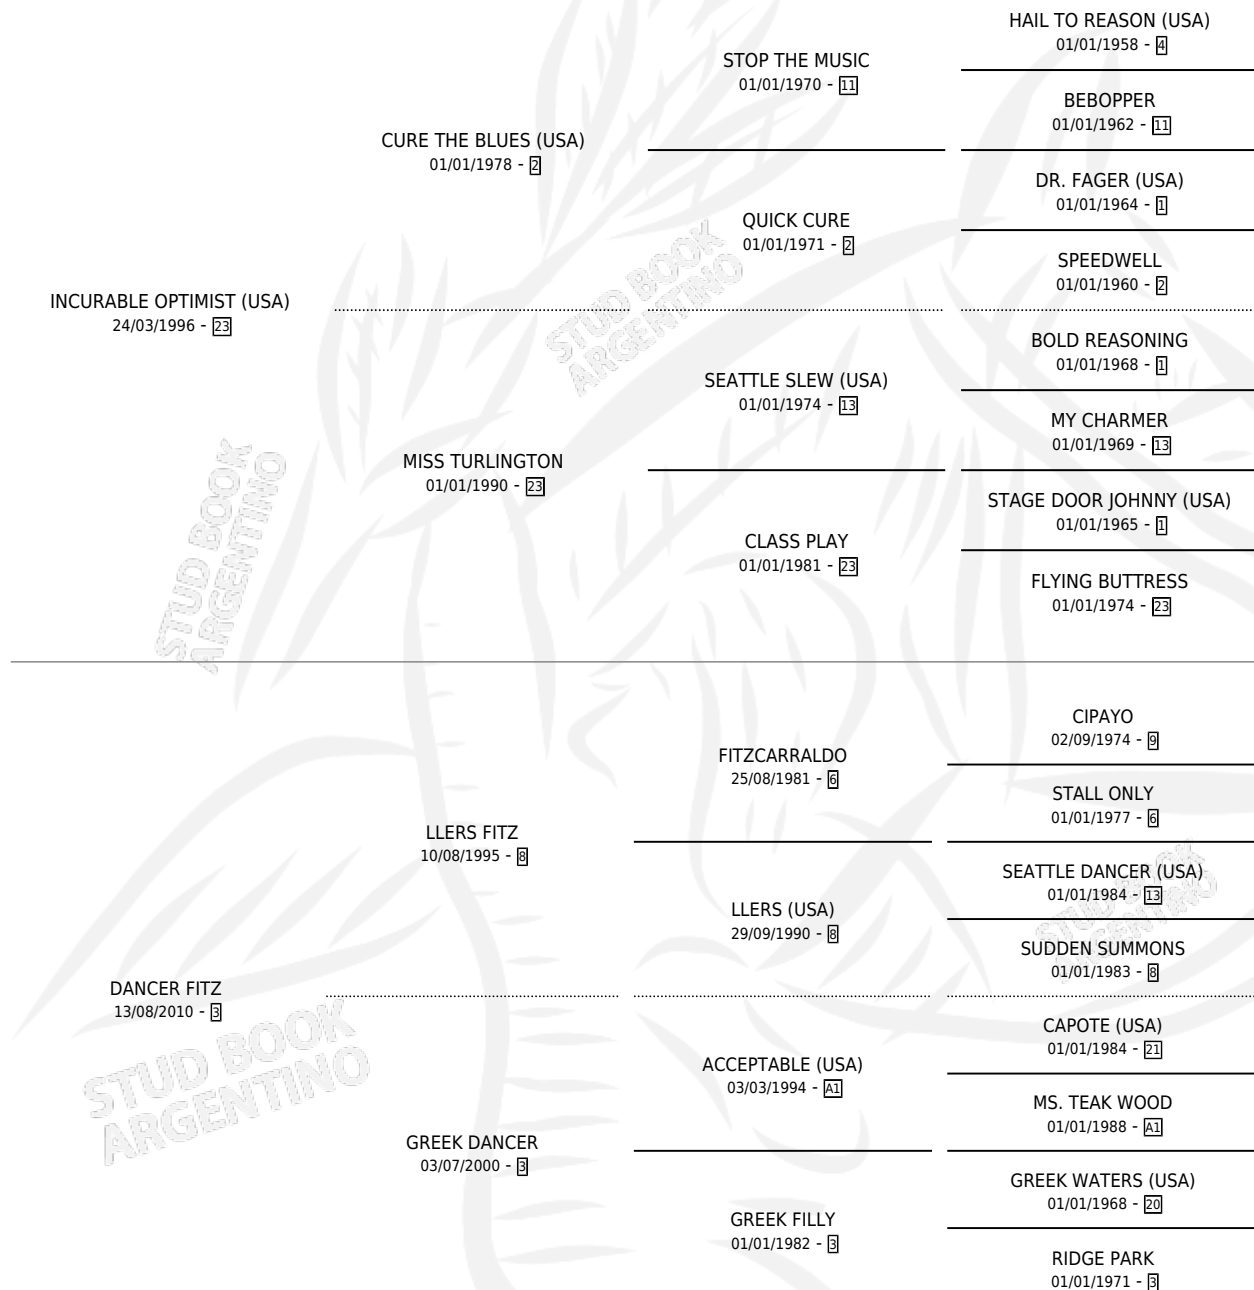 HAIL TO REASON (USA)
01/01/1958 - 4
STOP THE MUSIC
01/01/1970 - 11
BEBOPPER
01/01/1962 - 11
CURE THE BLUES (USA)
01/01/1978 - 2
DR. FAGER (USA)
01/01/1964 - 1
QUICK CURE
01/01/1971 - 2
SPEEDWELL
01/01/1960 - 2
INCURABLE OPTIMIST (USA)
24/03/1996 - 23
BOLD REASONING
01/01/1968 - 1
SEATTLE SLEW (USA)
01/01/1974 - 13
MY CHARMER
01/01/1969 - 13
MISS TURLINGTON
01/01/1990 - 23
STAGE DOOR JOHNNY (USA)
01/01/1965 - 1
CLASS PLAY
01/01/1981 - 23
FLYING BUTTRESS
01/01/1974 - 23
STUD BOOK
ARGENTINO
STUD BOOK
ARGENTINO
CIPAYO
02/09/1974 - 9
FITZCARRALDO
25/08/1981 - 6
STALL ONLY
01/01/1977 - 6
LLERS FITZ
10/08/1995 - 8
SEATTLE DANCER (USA)
01/01/1984 - 13
LLERS (USA)
29/09/1990 - 8
SUDDEN SUMMONS
01/01/1983 - 8
DANCER FITZ
13/08/2010 - 3
CAPOTE (USA)
01/01/1984 - 21
ACCEPTABLE (USA)
03/03/1994 - A1
MS. TEAK WOOD
01/01/1988 - A1
GREEK DANCER
03/07/2000 - 3
GREEK WATERS (USA)
01/01/1968 - 20
GREEK FILLY
01/01/1982 - 3
RIDGE PARK
01/01/1971 - 3
STUD BOOK
ARGENTINO
STUD BOOK
ARGENTINO